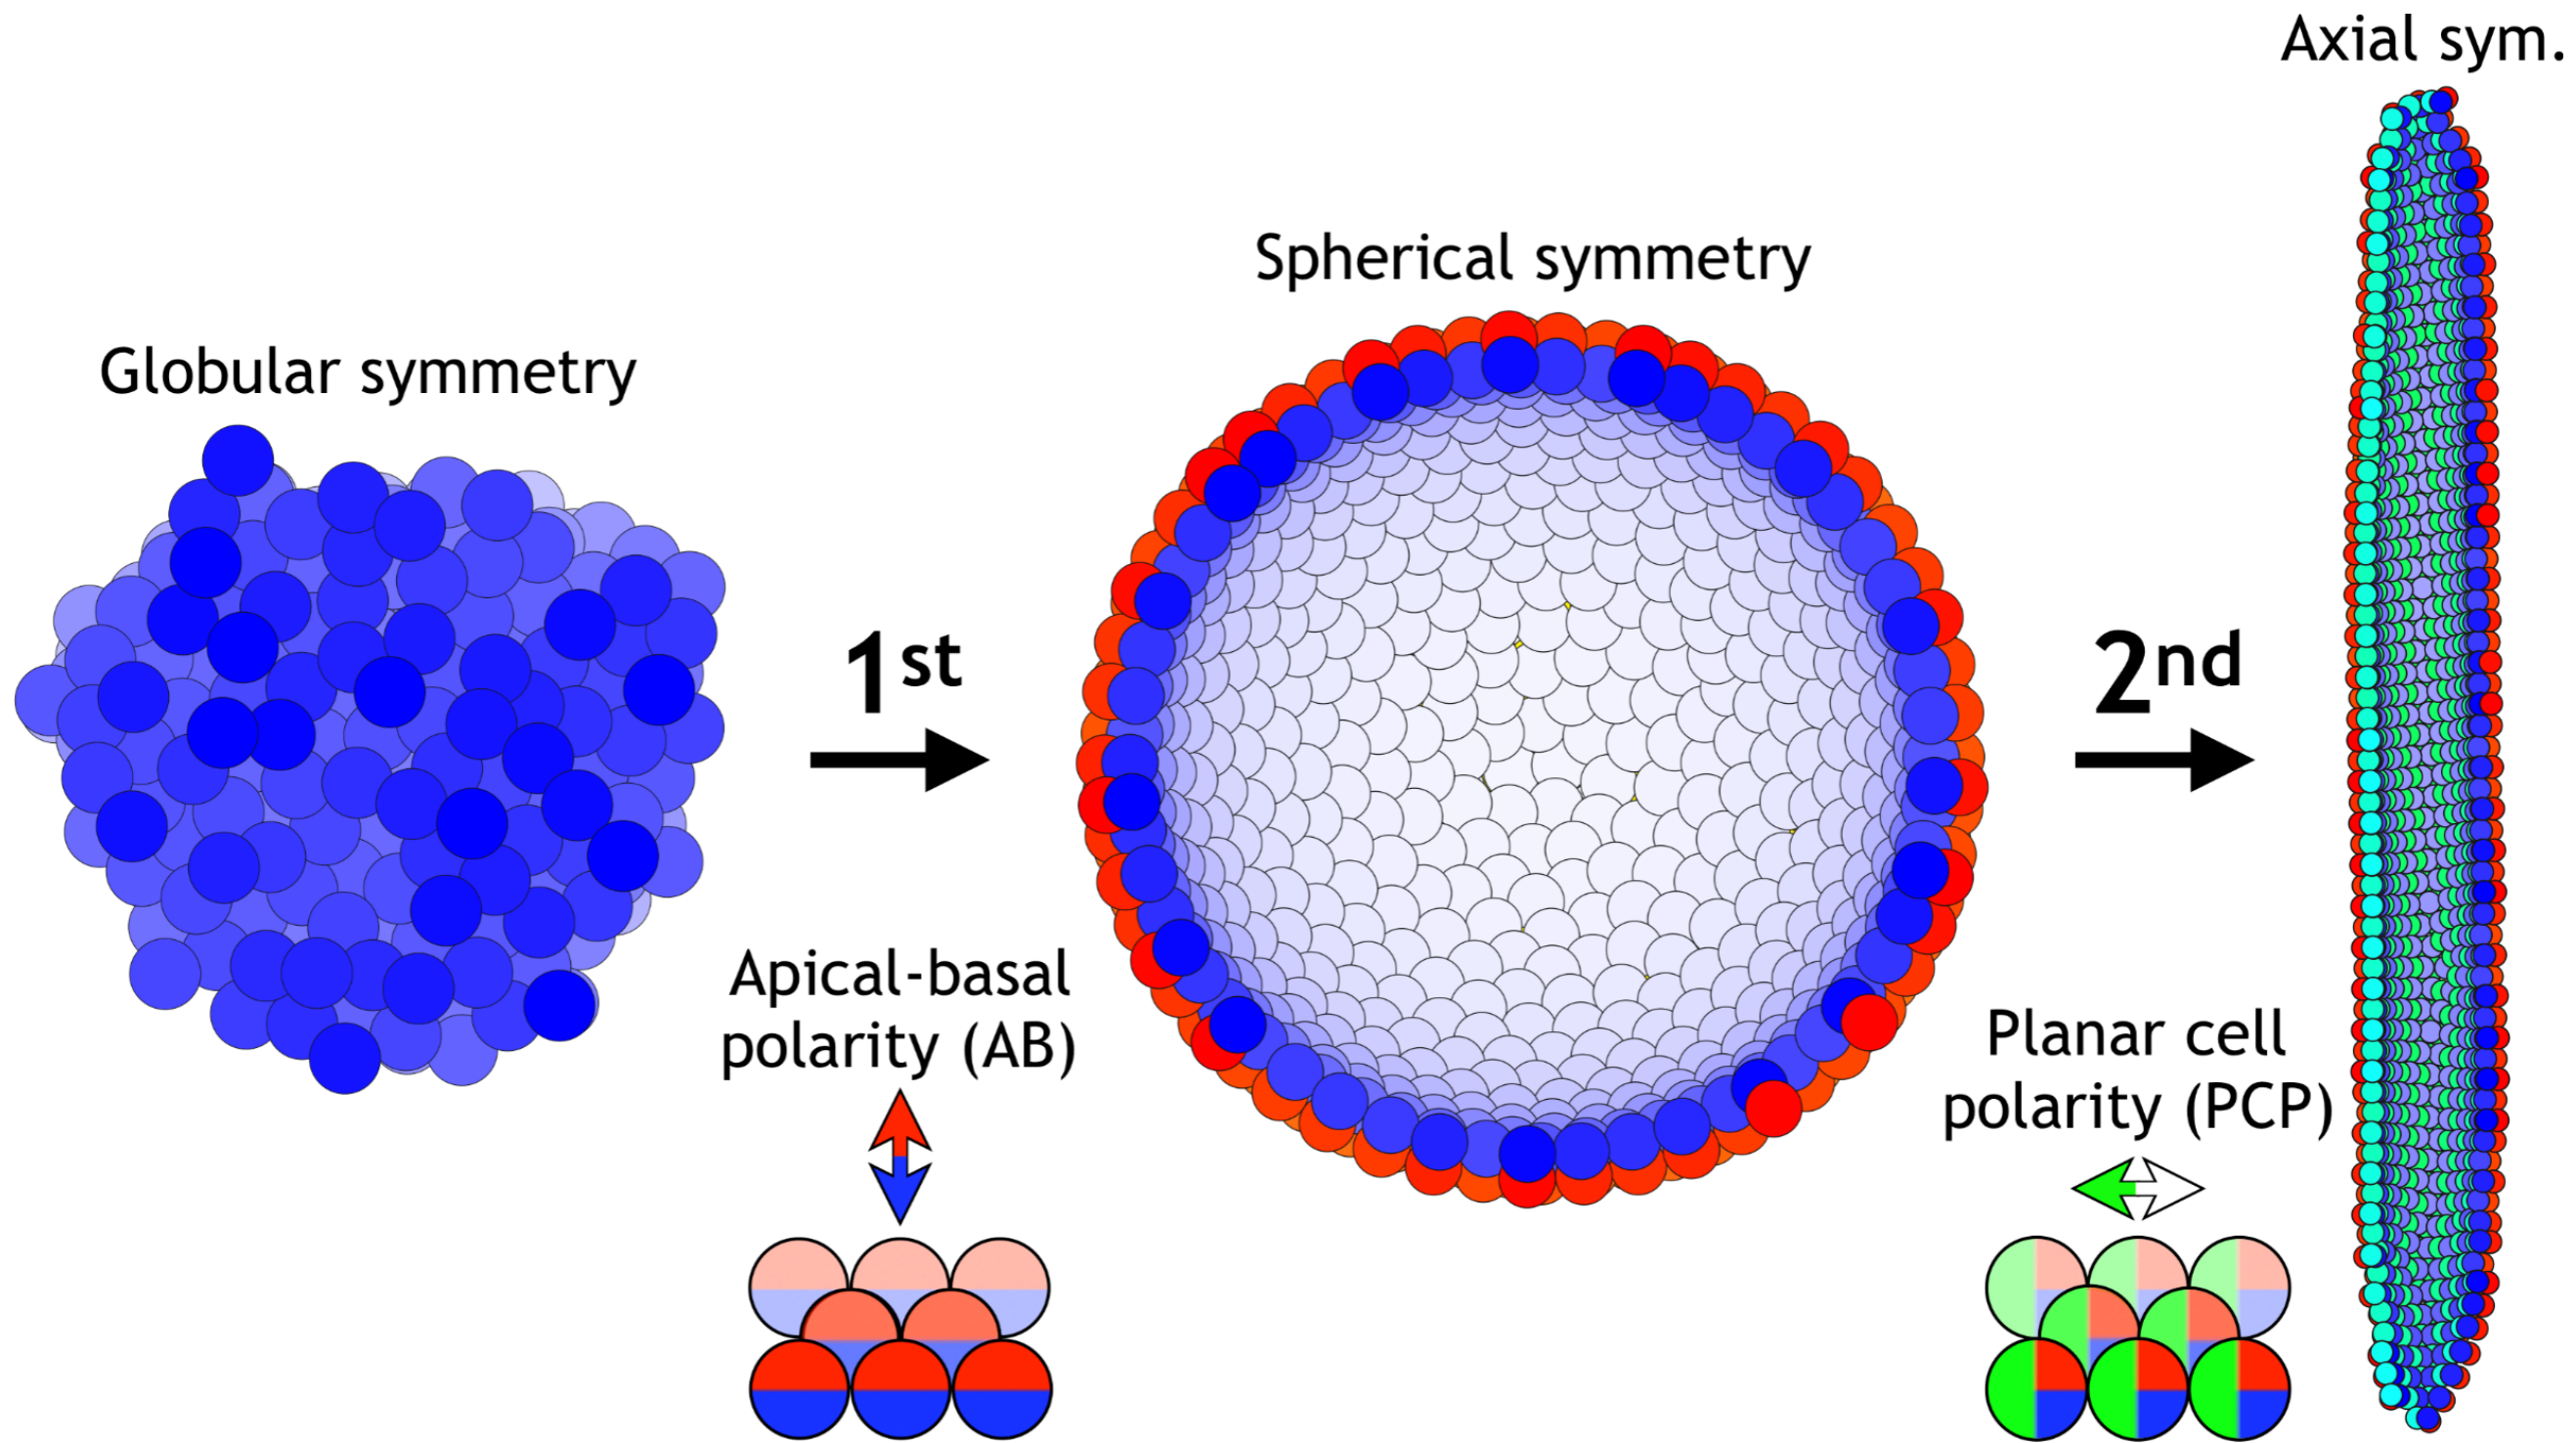 Globular symmetry
1st
Apical-basal
polarity (AB)
Spherical symmetry
2nd
Planar cell
polarity (PCP)
Axial sym.